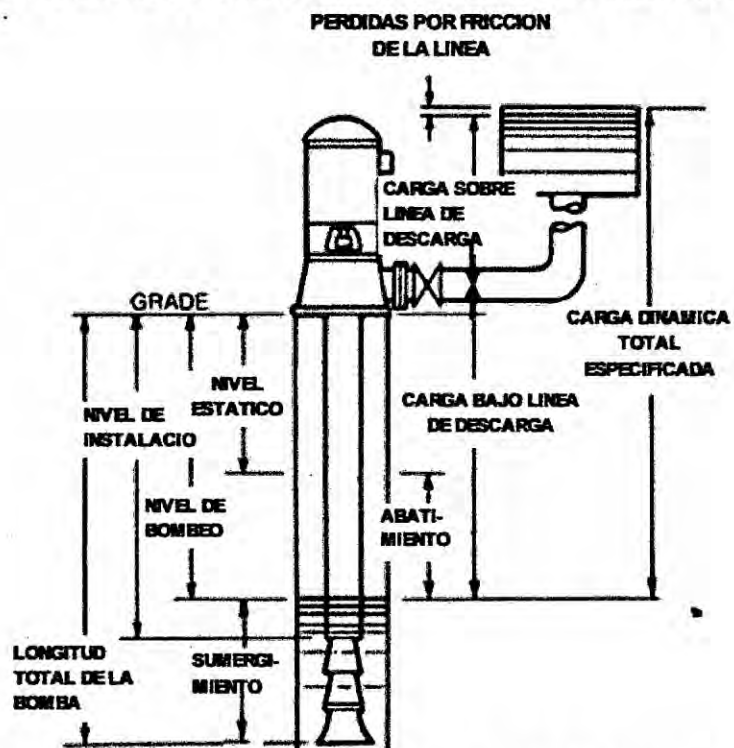 PERDIDAS POR FRICCION
DE LA LINEA
CARGA SOBRE
LINEA DE
DESCARGA
GRADE
CARGA DINAMICA
TOTAL
ESPECIFICADA
NIVEL
ESTATICO
CARGA BAJO LINEA
DE DESCARGA
NIVEL DE
INSTALACIO
NIVEL DE
BOMBEO
ABATI-
MIENTO
LONGITUD
TOTAL DE LA
BOMBA
SUMERGI-
MIENTO